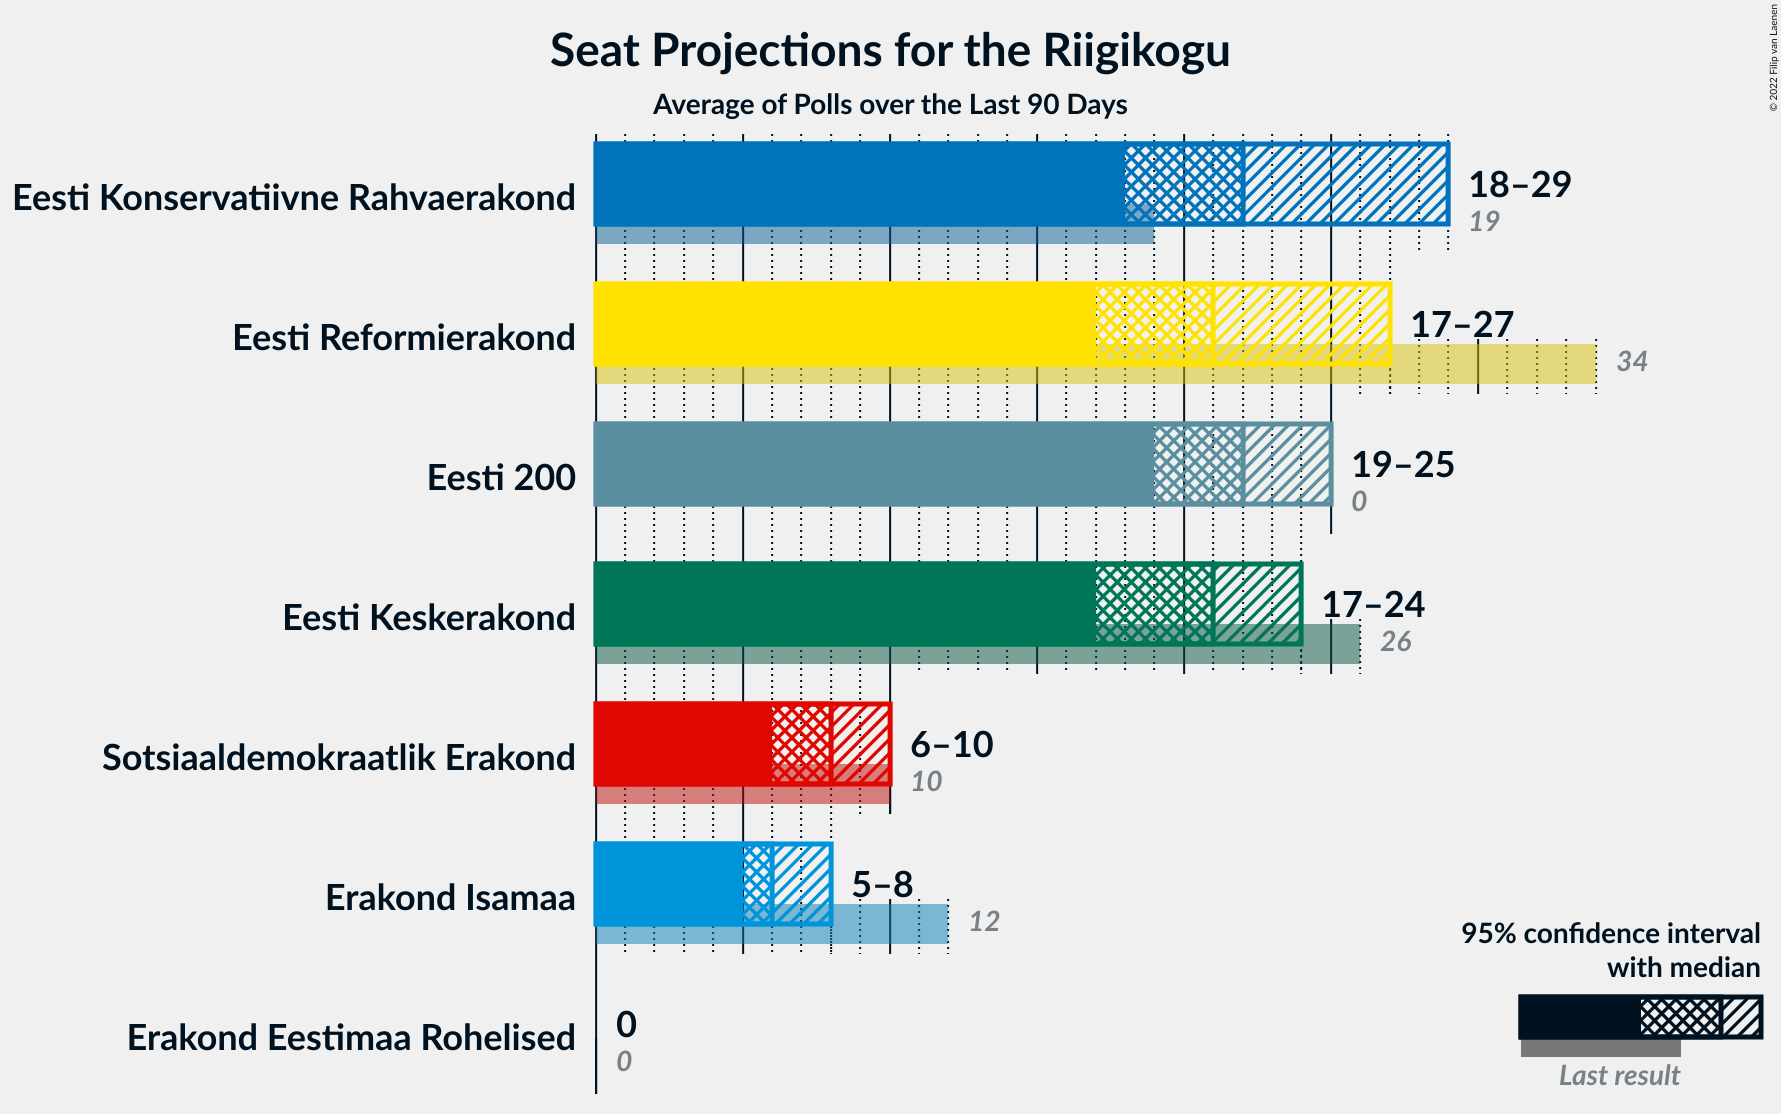 Seat Projections for the Riigikogu
Average of Polls over the Last 90 Days
© 2022 Filip van Laenen
Eesti Konservatiivne Rahvaerakond
18–29
19
Eesti Reformierakond
17–27
34
Eesti 200
19–25
0
Eesti Keskerakond
17–24
26
Sotsiaaldemokraatlik Erakond
6–10
10
Erakond Isamaa
5–8
12
Erakond Eestimaa Rohelised
0
0
95% confidence interval
with median
Last result